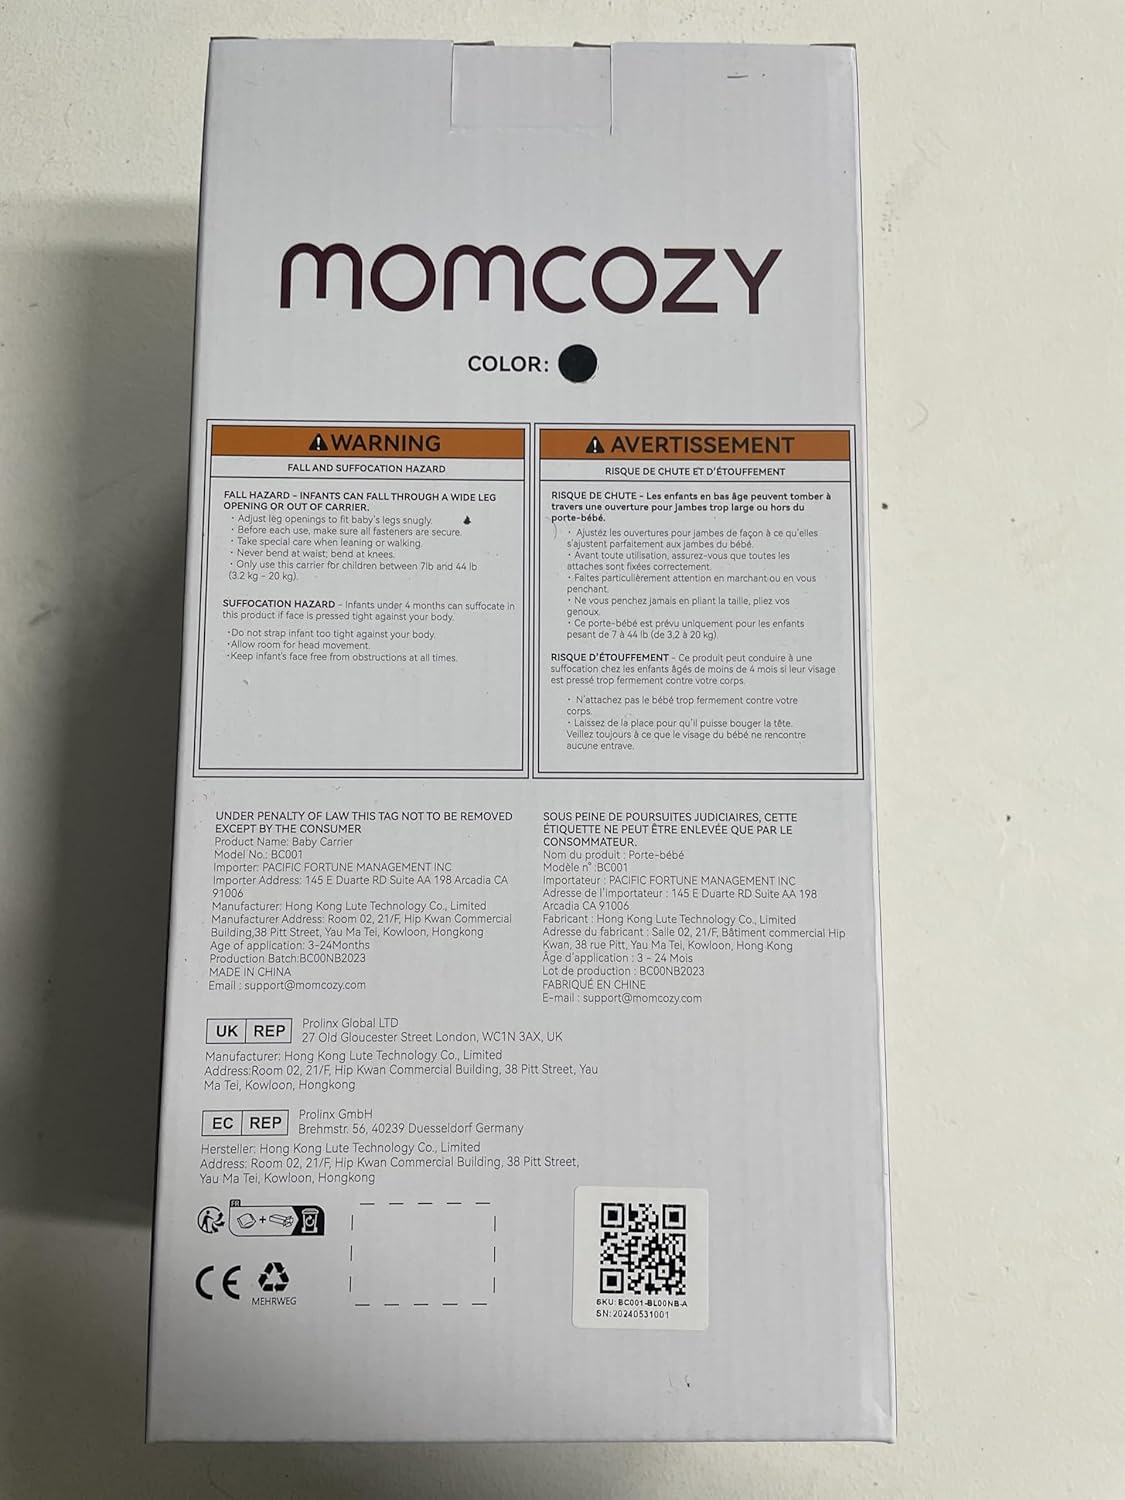 momcozy
COLOR:
WARNING
FALL AND SUFFOCATION HAZARD
FALL HAZARD - INFANTS CAN FALL THROUGH A WIDE LEG
OPENING OR OUT OF CARRIER.
· Adjust leg openings to fit baby's legs snugly.
· Before each use, make sure all fasteners are secure.
· Take special care when leaning or walking.
· Never bend at waist; bend at knees.
· Only use this carrier for children between 7lb and 44 lb
(3.2 kg - 20 kg).
SUFFOCATION HAZARD - Infants under 4 months can suffocate in
this product if face is pressed tight against your body.
·Do not strap infant too tight against your body.
·Allow room for head movement.
·Keep infant's face free from obstructions at all times.
AVERTISSEMENT
RISQUE DE CHUTE ET D'ÉTOUFFEMENT
RISQUE DE CHUTE - Les enfants en bas âge peuvent tomber à
travers une ouverture pour jambes trop large ou hors du
porte-bébé.
· Ajustez les ouvertures pour jambes de façon à ce qu'elles
s'ajustent parfaitement aux jambes du bébé.
· Avant toute utilisation, assurez-vous que toutes les
attaches sont fixées correctement.
· Faites particulièrement attention en marchant ou en vous
penchant.
· Ne vous penchez jamais en pliant la taille, pliez vos
genoux.
· Ce porte-bébé est prévu uniquement pour les enfants
pesant de 7 à 44 lb (de 3,2 à 20 kg).
RISQUE D'ÉTOUFFEMENT - Ce produit peut conduire à une
suffocation chez les enfants âgés de moins de 4 mois si leur visage
est pressé trop fermement contre votre corps.
· N'attachez pas le bébé trop fermement contre votre
corps.
· Laissez de la place pour qu'il puisse bouger la tête.
Veillez toujours à ce que le visage du bébé ne rencontre
aucune entrave.
UNDER PENALTY OF LAW THIS TAG NOT TO BE REMOVED
EXCEPT BY THE CONSUMER
Product Name: Baby Carrier
Model No.: BC001
Importer: PACIFIC FORTUNE MANAGEMENT INC
Importer Address: 145 E Duarte RD Suite AA 198 Arcadia CA
91006
Manufacturer: Hong Kong Lute Technology Co., Limited
Manufacturer Address: Room 02, 21/F, Hip Kwan Commercial
Building,38 Pitt Street, Yau Ma Tei, Kowloon, Hongkong
Age of application: 3-24Months
Production Batch:BC00NB2023
MADE IN CHINA
Email : support@momcozy.com
SOUS PEINE DE POURSUITES JUDICIAIRES, CETTE
ÉTIQUETTE NE PEUT ÊTRE ENLEVÉE QUE PAR LE
CONSOMMATEUR.
Nom du produit : Porte-bébé
Modèle n° :BC001
Importateur : PACIFIC FORTUNE MANAGEMENT INC
Adresse de l'importateur : 145 E Duarte RD Suite AA 198
Arcadia CA 91006
Fabricant : Hong Kong Lute Technology Co., Limited
Adresse du fabricant : Salle 02, 21/F, Bâtiment commercial Hip
Kwan, 38 rue Pitt, Yau Ma Tei, Kowloon, Hong Kong
Âge d'application : 3 - 24 Mois
Lot de production : BC00NB2023
FABRIQUÉ EN CHINE
E-mail : support@momcozy.com
UK REP
Prolinx Global LTD
27 Old Gloucester Street London, WC1N 3AX, UK
Manufacturer: Hong Kong Lute Technology Co., Limited
Address:Room 02, 21/F, Hip Kwan Commercial Building, 38 Pitt Street, Yau
Ma Tei, Kowloon, Hongkong
EC REP
Prolinx GmbH
Brehmstr. 56, 40239 Duesseldorf Germany
Hersteller: Hong Kong Lute Technology Co., Limited
Address: Room 02, 21/F, Hip Kwan Commercial Building, 38 Pitt Street,
Yau Ma Tei, Kowloon, Hongkong
FR
CE
MEHRWEG
SKU: BC001-BL00NB-A
SN: 20240531001